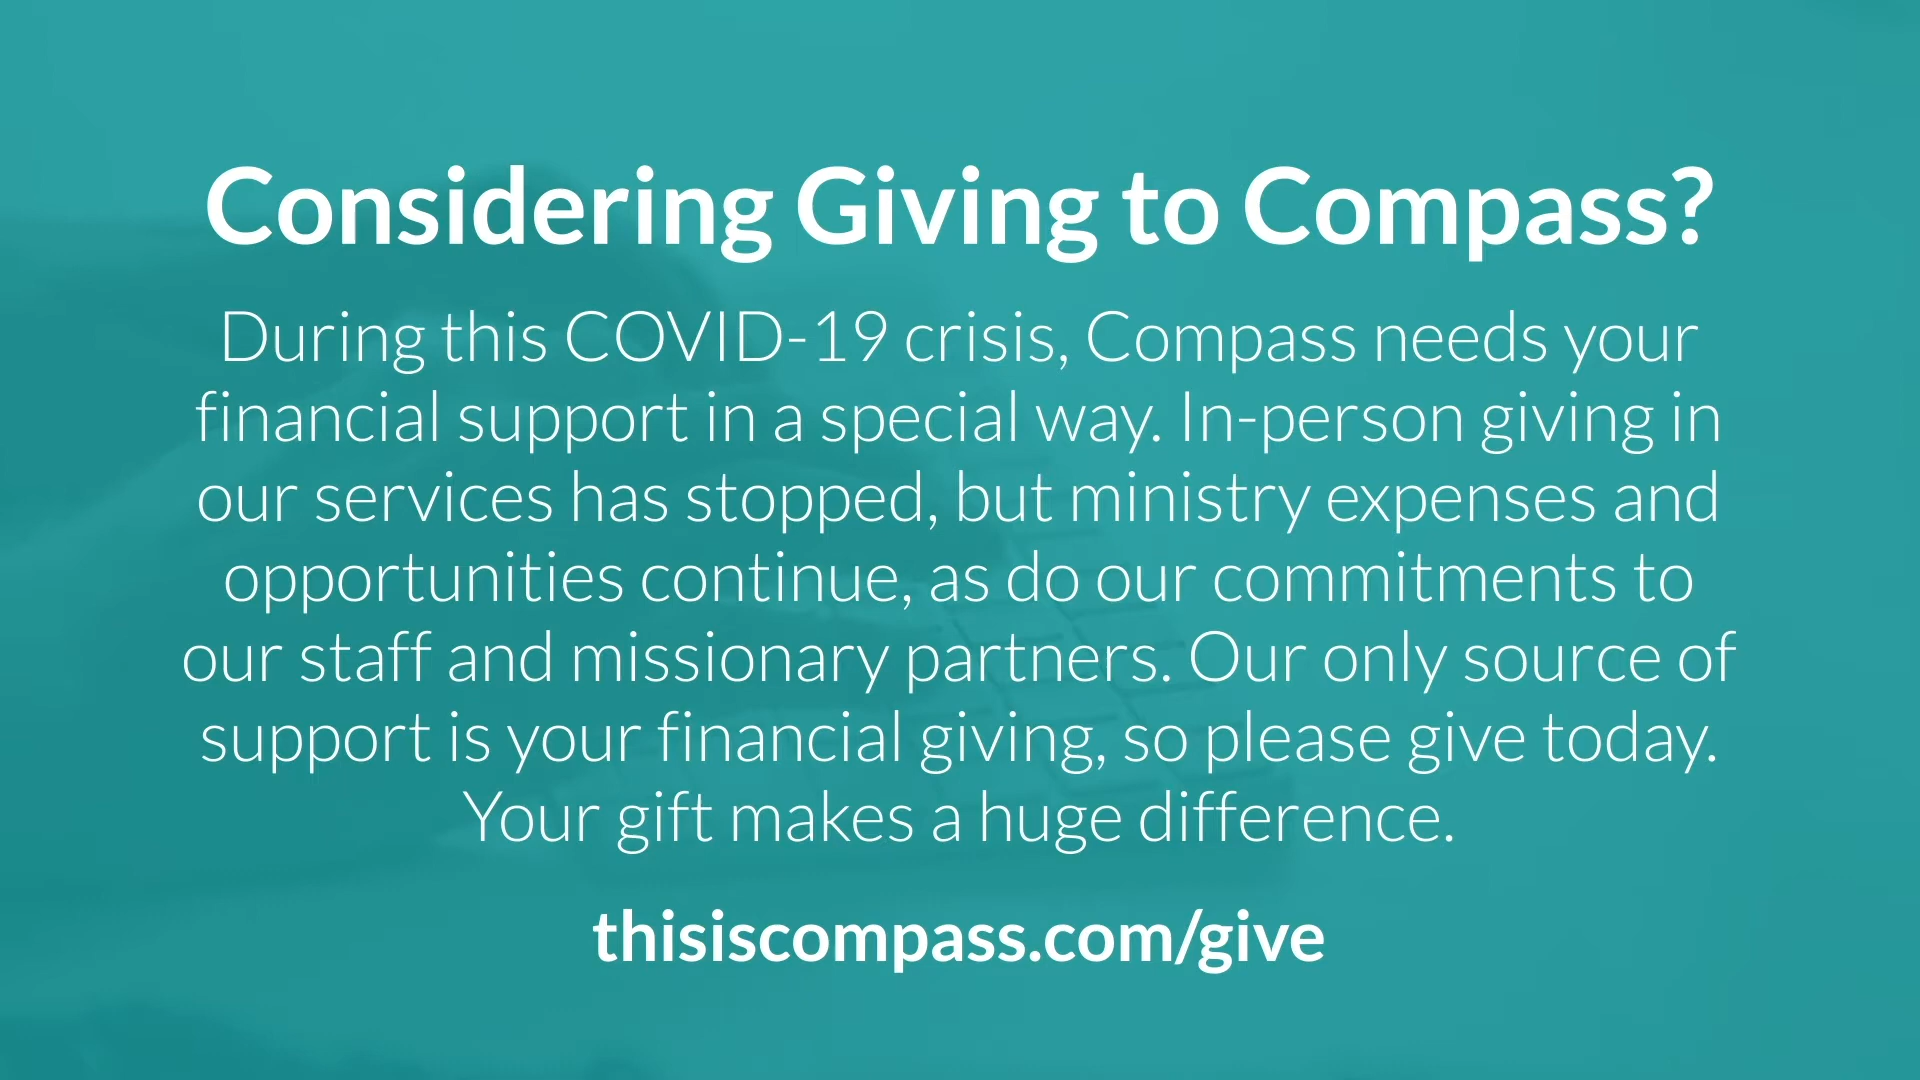 Considering Giving to Compass?
During this COVID-19 crisis, Compass needs your
financial support in a special way. In-person giving in
our services has stopped, but ministry expenses and
opportunities continue, as do our commitments to
our staff and missionary partners. Our only source of
support is your financial giving, so please give today.
Your gift makes a huge difference.
thisiscompass.com/give